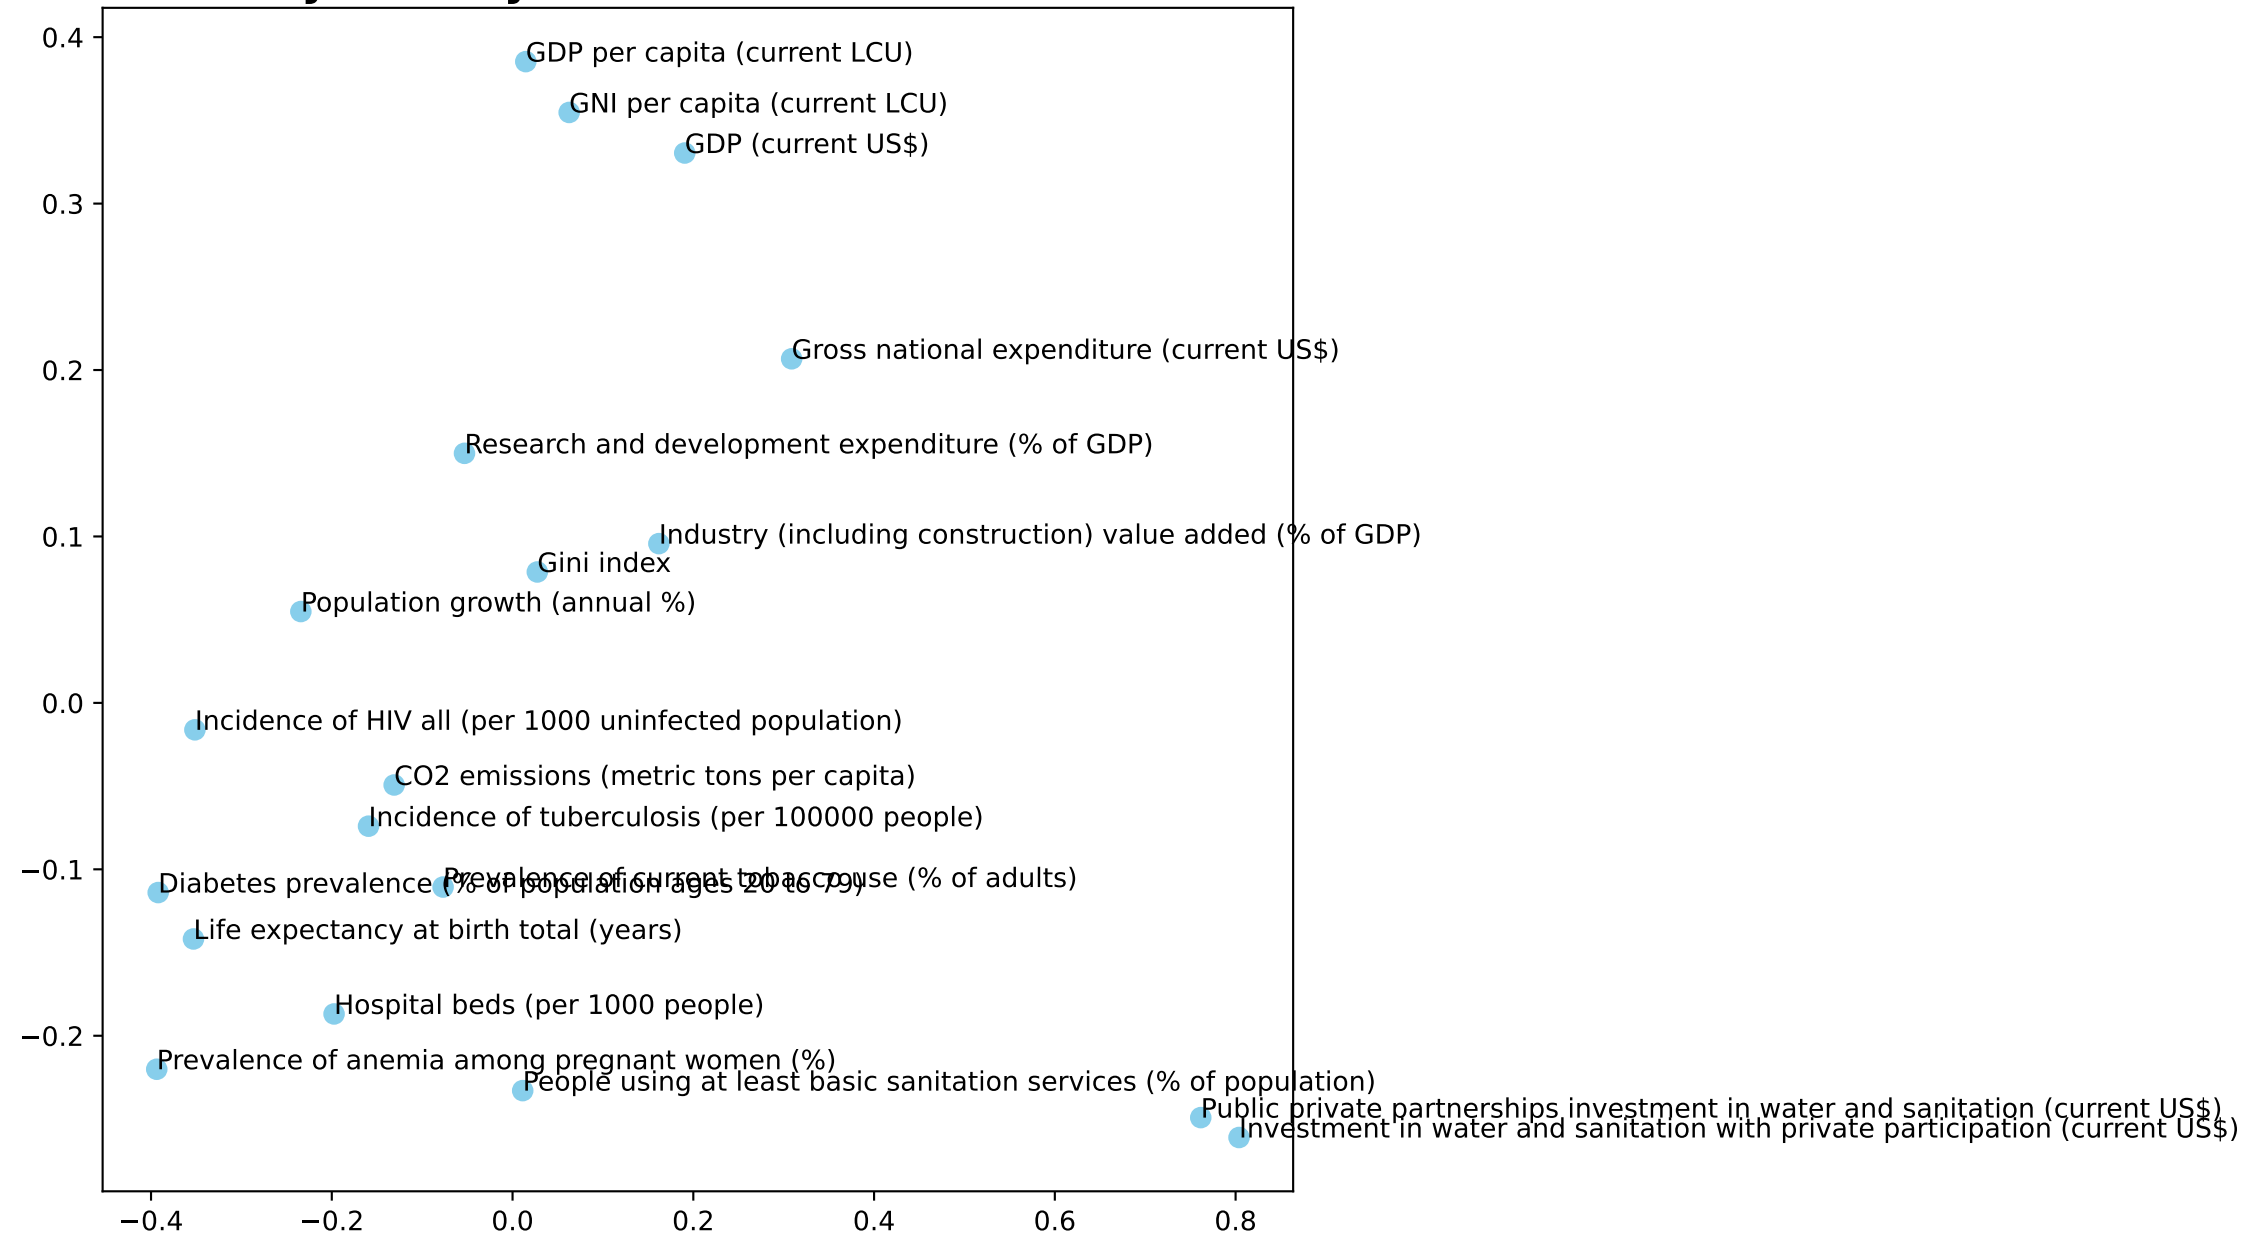 0.4
GDP per capita (current LCU)
GNI per capita (current LCU)
GDP (current US$)
0.3
Gross national expenditure (current US$)
0.2
Research and development expenditure (% of GDP)
Industry (including construction) value added (% of GDP)
0.1
Gini index
Population growth (annual %)
0.0
Incidence of HIV all (per 1000 uninfected population)
CO2 emissions (metric tons per capita)
Incidence of tuberculosis (per 100000 people)
−0.1
Prevalence of current tobacco use (% of adults)
Diabetes prevalence (% of population ages 20 to 79)
Life expectancy at birth total (years)
Hospital beds (per 1000 people)
−0.2
Prevalence of anemia among pregnant women (%)
People using at least basic sanitation services (% of population)
Public private partnerships investment in water and sanitation (current US$)
Investment in water and sanitation with private participation (current US$)
−0.4 −0.2 0.0 0.2 0.4 0.6 0.8